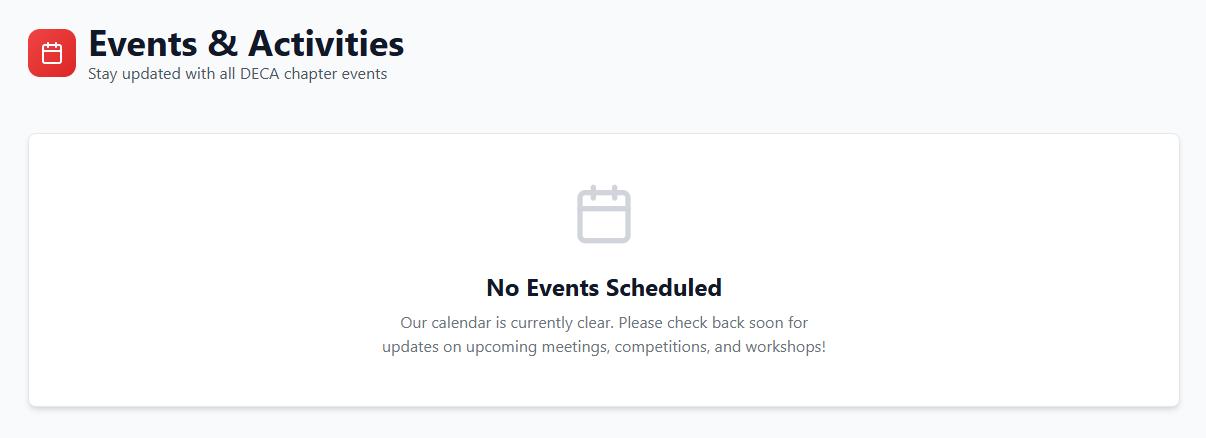 Events & Activities
Stay updated with all DECA chapter events
No Events Scheduled
Our calendar is currently clear. Please check back soon for
updates on upcoming meetings, competitions, and workshops!